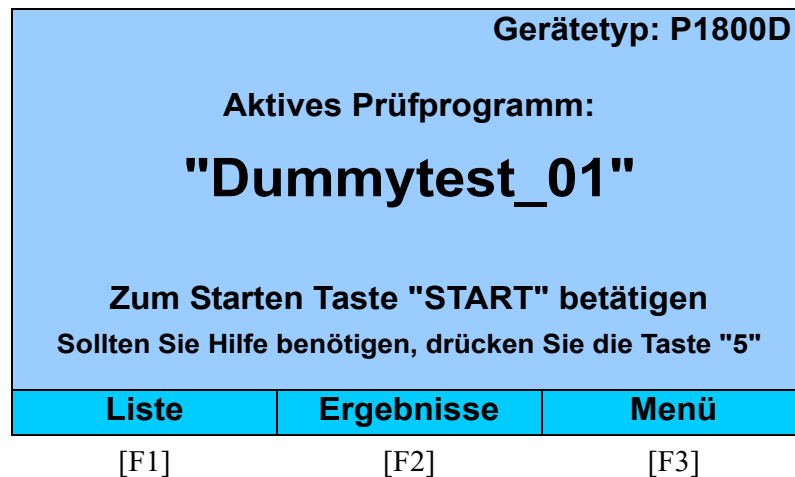 Gerätetyp: P1800D
Aktives Prüfprogramm:
"Dummytest_01"
Zum Starten Taste "START" betätigen
Sollten Sie Hilfe benötigen, drücken Sie die Taste "5"
Liste Ergebnisse Menü
[F1] [F2] [F3]